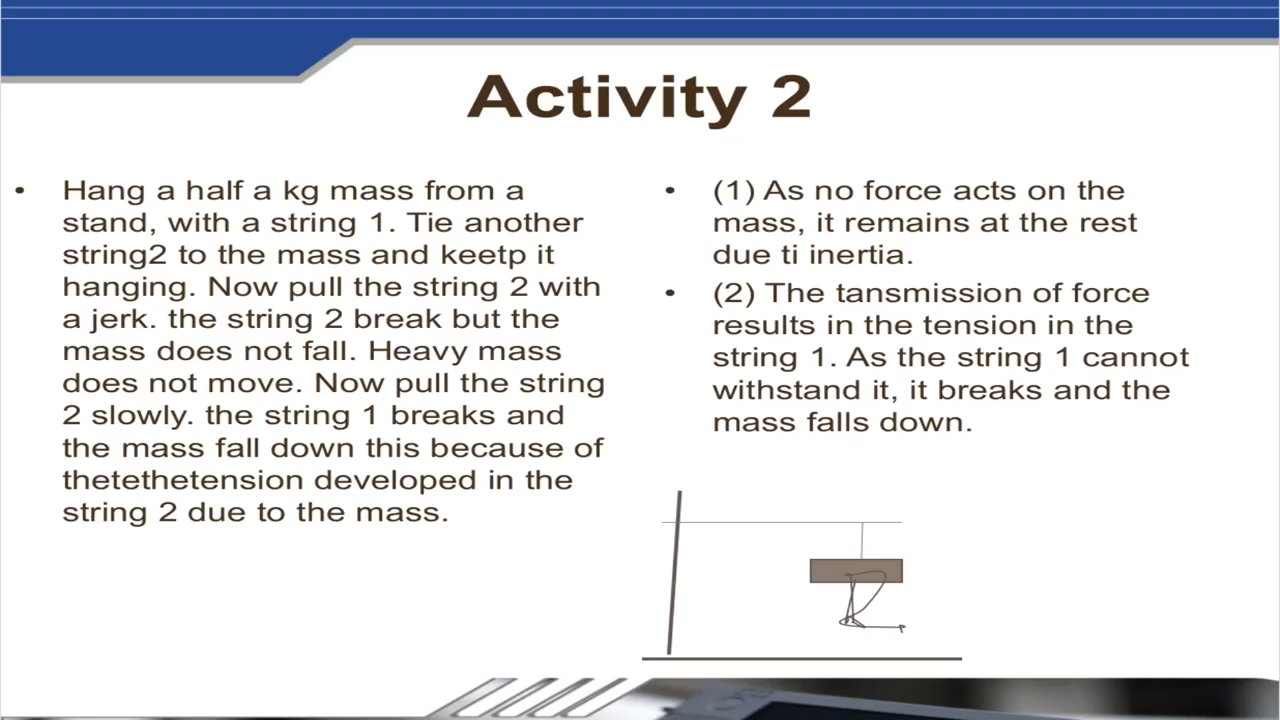 Activity 2
• Hang a half a kg mass from a
stand, with a string 1. Tie another
string2 to the mass and keetp it
hanging. Now pull the string 2 with
a jerk. the string 2 break but the
mass does not fall. Heavy mass
does not move. Now pull the string
2 slowly. the string 1 breaks and
the mass fall down this because of
thetethetension developed in the
string 2 due to the mass.
• (1) As no force acts on the
mass, it remains at the rest
due ti inertia.
• (2) The tansmission of force
results in the tension in the
string 1. As the string 1 cannot
withstand it, it breaks and the
mass falls down.